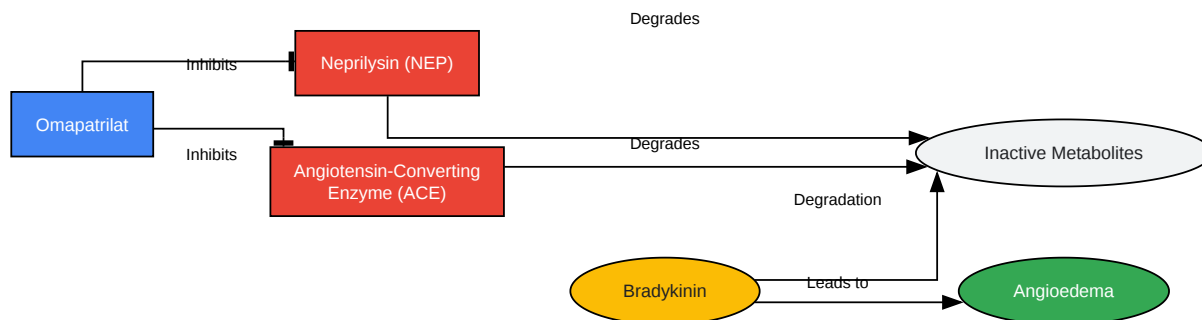 Degrades
Inhibits
Neprilysin (NEP)
Omapatrilat
Inhibits
Degrades
Inactive Metabolites
Angiotensin-Converting
Enzyme (ACE)
Degradation
Leads to
Bradykinin
Angioedema